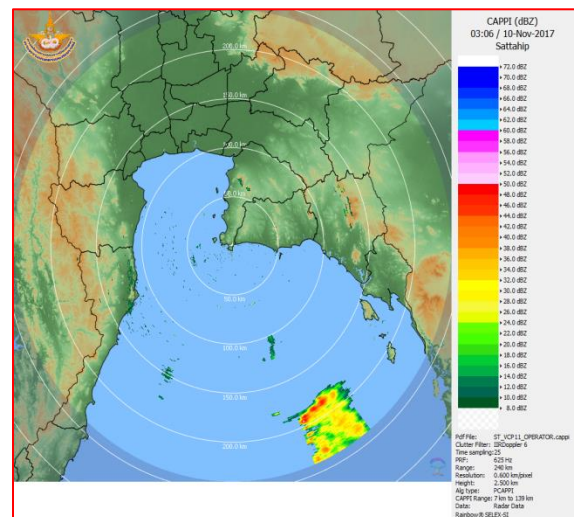 CAPPI (dBZ)
03:06 / 10-Nov-2017
Sattahip
72.0 dBZ
70.0 dBZ
68.0 dBZ
66.0 dBZ
64.0 dBZ
62.0 dBZ
60.0 dBZ
58.0 dBZ
56.0 dBZ
54.0 dBZ
52.0 dBZ
50.0 dBZ
48.0 dBZ
46.0 dBZ
44.0 dBZ
42.0 dBZ
40.0 dBZ
38.0 dBZ
36.0 dBZ
34.0 dBZ
32.0 dBZ
30.0 dBZ
28.0 dBZ
26.0 dBZ
24.0 dBZ
22.0 dBZ
20.0 dBZ
18.0 dBZ
16.0 dBZ
14.0 dBZ
12.0 dBZ
10.0 dBZ
8.0 dBZ
200.0 km
150.0 km
50.0 km
100.0 km
150.0 km
200.0 km
Pdf File: ST_VCP11_OPERATOR.cappi
Clutter Filter: IIRDoppler 6
Time sampling:25
PRF: 625 Hz
Range: 240 km
Resolution: 0.600 km/pixel
Height: 2.500 km
Alg type: PCAPPI
CAPPI Range: 7 km to 139 km
Data: Radar Data
Rainbow® SELEX-SI